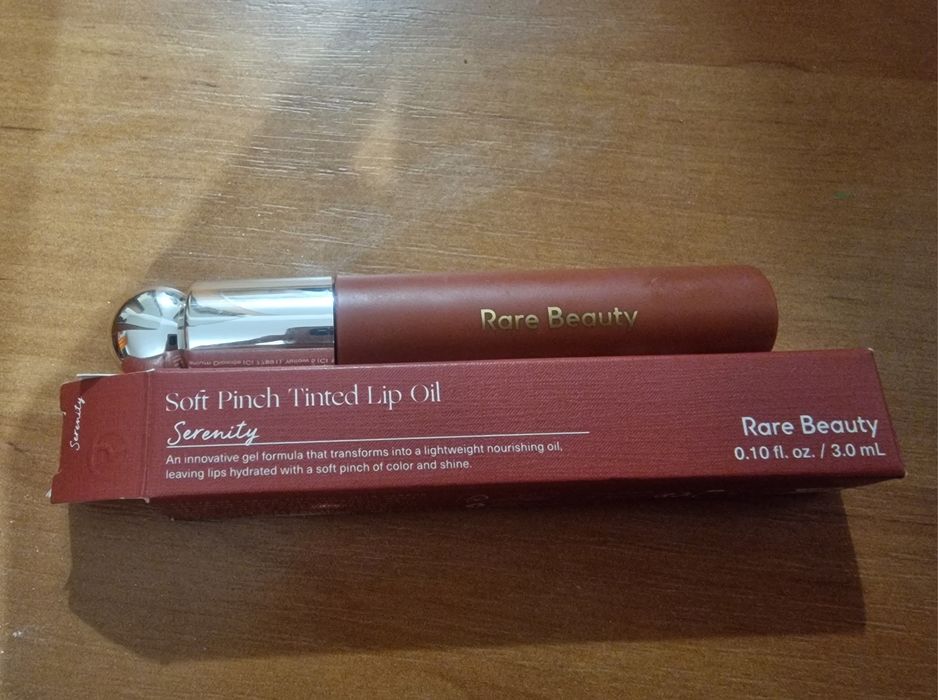 Rare Beauty
Serenity
Soft Pinch Tinted Lip Oil
Serenity
An innovative gel formula that transforms into a lightweight nourishing oil,
leaving lips hydrated with a soft pinch of color and shine.
Rare Beauty
0.10 fl. oz. / 3.0 mL